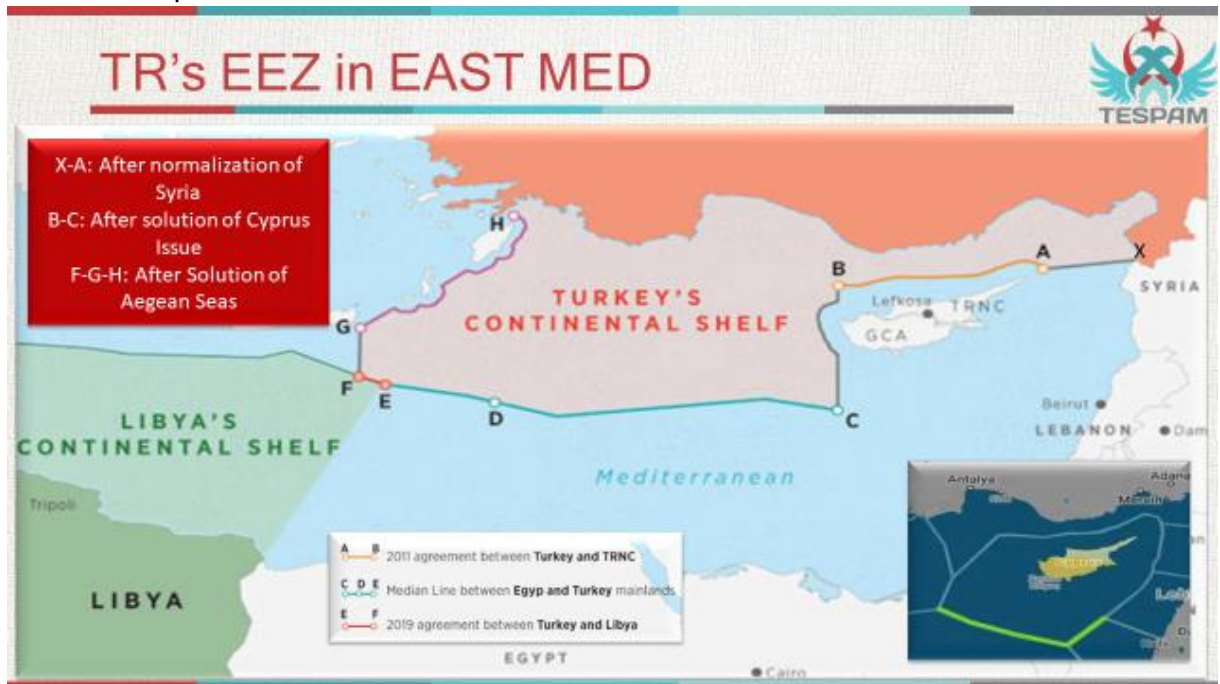 TR's EEZ in EAST MED
TESPAM
X-A: After normalization of
Syria
B-C: After solution of Cyprus
Issue
F-G-H: After Solution of
Aegean Seas
H
G
F
E
D
C
B
A
X
TURKEY'S
CONTINENTAL SHELF
Lefkoşa
TRNC
GCA
SYRIA
LIBYA'S
CONTINENTAL SHELF
Beirut
LEBANON
Dam
Mediterranean
Tripoli
LIBYA
EGYPT
Cairo
A B 2011 agreement between Turkey and TRNC
C D E Median Line between Egyp and Turkey mainlands
E F 2019 agreement between Turkey and Libya
Antalya
Adana
Mersin